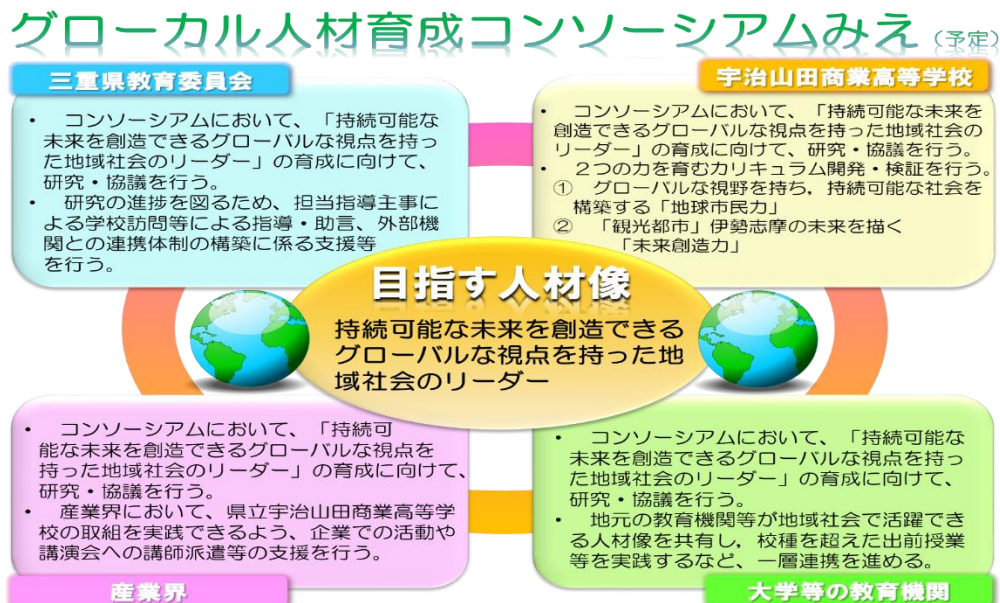 グローカル人材育成コンソーシアムみえ(予定)
三重県教育委員会
・ コンソーシアムにおいて、「持続可能な
未来を創造できるグローバルな視点を持っ
た地域社会のリーダー」の育成に向けて、
研究・協議を行う。
・ 研究の進捗を図るため、担当指導主事に
よる学校訪問等による指導・助言、外部機
関との連携体制の構築に係る支援等
を行う。
宇治山田商業高等学校
・ コンソーシアムにおいて、「持続可能な未来を
創造できるグローバルな視点を持った地域社会の
リーダー」の育成に向けて、研究・協議を行う。
・ 2つの力を育むカリキュラム開発・検証を行う。
① グローバルな視野を持ち，持続可能な社会を
構築する「地球市民力」
② 「観光都市」伊勢志摩の未来を描く
「未来創造力」
目指す人材像
持続可能な未来を創造できる
グローバルな視点を持った地
域社会のリーダー
・ コンソーシアムにおいて、「持続可
能な未来を創造できるグローバルな視点を
持った地域社会のリーダー」の育成に向けて、
研究・協議を行う。
・ 産業界において、県立宇治山田商業高等学
校の取組を実践できるよう、企業での活動や
講演会への講師派遣等の支援を行う。
産業界
・ コンソーシアムにおいて、「持続可能な
未来を創造できるグローバルな視点を持っ
た地域社会のリーダー」の育成に向けて、
研究・協議を行う。
・ 地元の教育機関等が地域社会で活躍でき
る人材像を共有し，校種を超えた出前授業
等を実践するなど、一層連携を進める。
大学等の教育機関